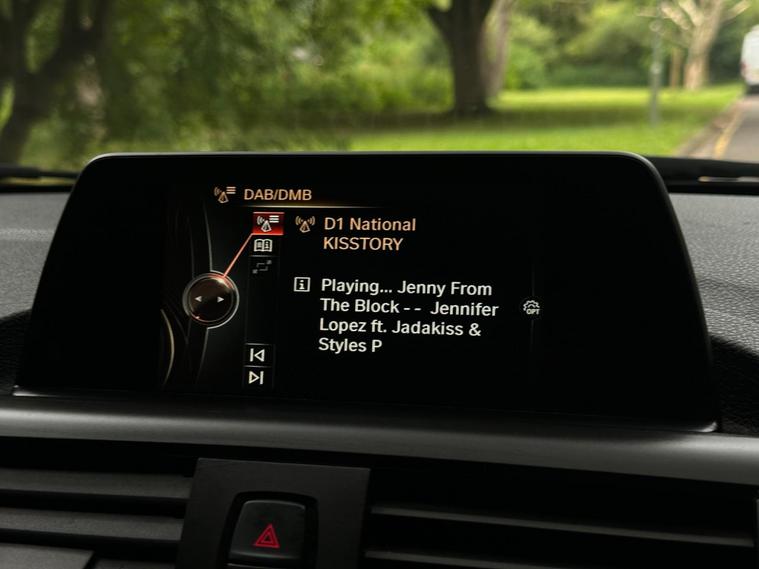 DAB/DMB
D1 National
KISSTORY
Playing... Jenny From
The Block -- Jennifer
Lopez ft. Jadakiss &
Styles P
OPT